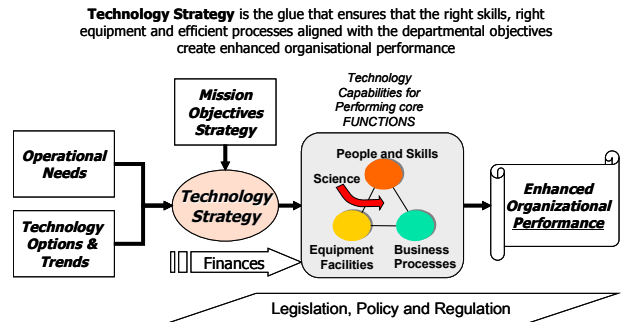 Technology Strategy is the glue that ensures that the right skills, right
equipment and efficient processes aligned with the departmental objectives
create enhanced organisational performance
Technology
Capabilities for
Performing core
FUNCTIONS
Mission
Objectives
Strategy
Operational
Needs
Technology
Options &
Trends
Technology
Strategy
Finances
People and Skills
Science
Equipment
Facilities
Business
Processes
Enhanced
Organizational
Performance
Legislation, Policy and Regulation